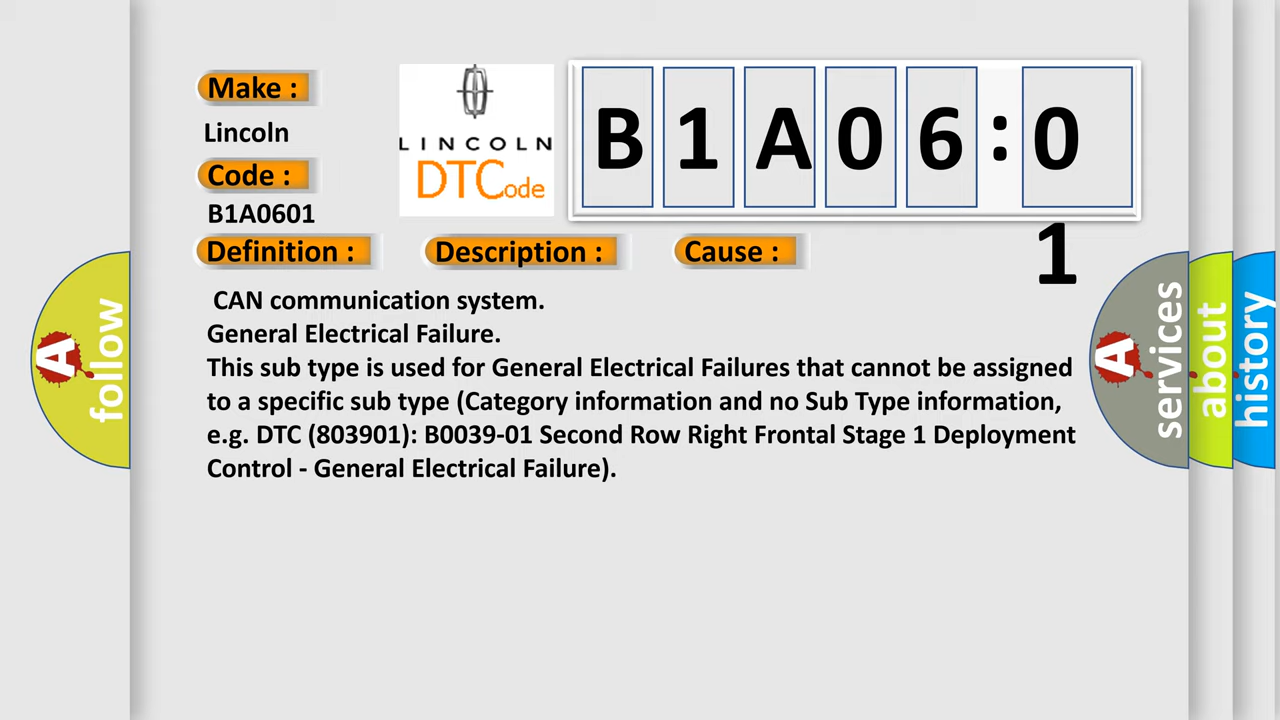 Make :
Lincoln
Code :
B1A0601
LINCOLN
DTCode
B1A06:0
1
Definition :
Description :
Cause :
CAN communication system.
General Electrical Failure.
This sub type is used for General Electrical Failures that cannot be assigned
to a specific sub type (Category information and no Sub Type information,
e.g. DTC (803901): B0039-01 Second Row Right Frontal Stage 1 Deployment
Control - General Electrical Failure).
A follow
A services
about
history